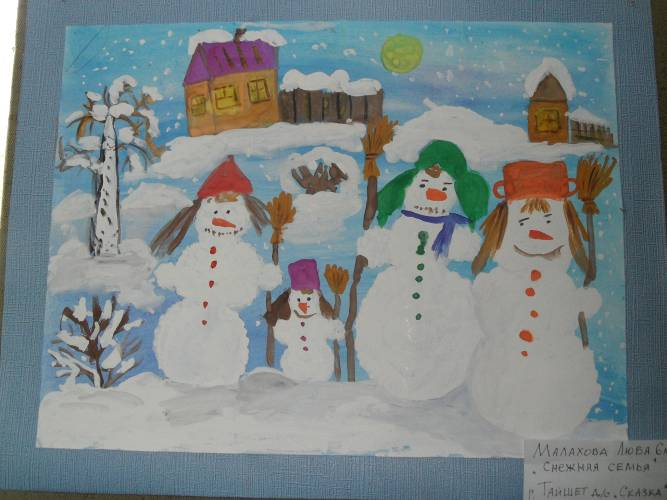 Малахова Люба
"Снежная семья"
г. Тайшет д/о "Сказка